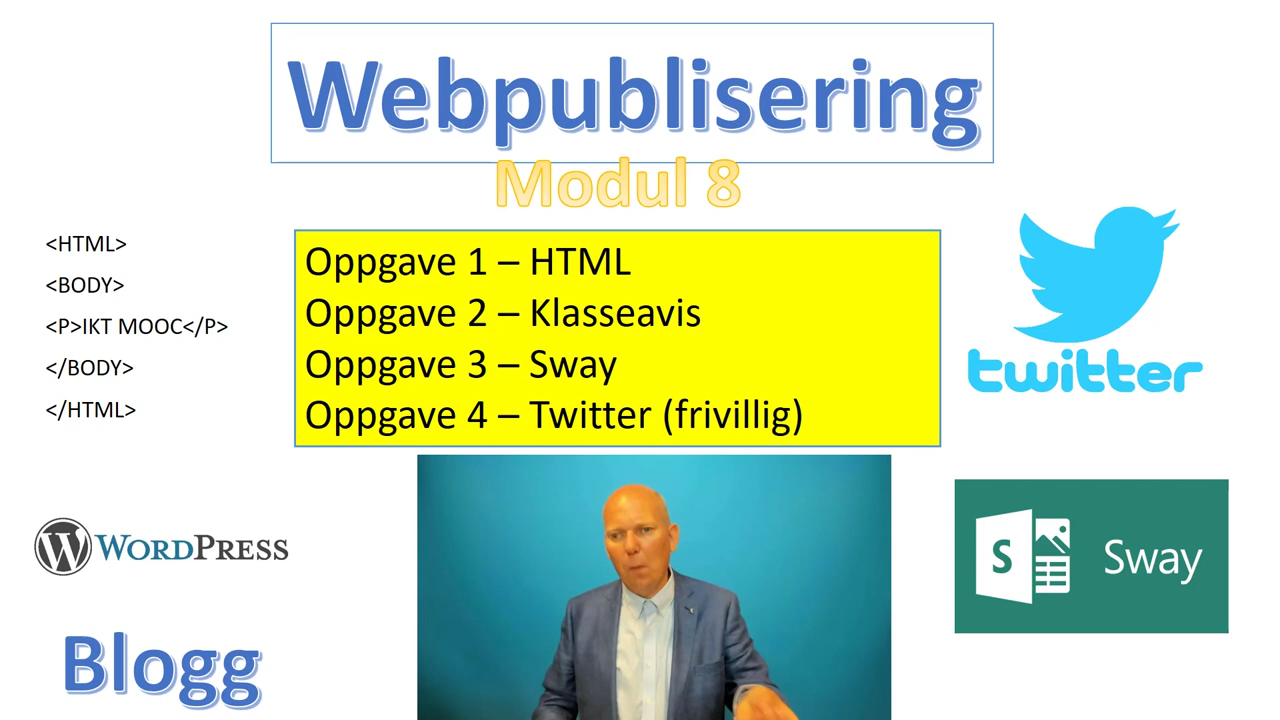 Webpublisering
Modul 8
<HTML>
<BODY>
<P>IKT MOOC</P>
</BODY>
</HTML>
Oppgave 1 – HTML
Oppgave 2 – Klasseavis
Oppgave 3 – Sway
Oppgave 4 – Twitter (frivillig)
twitter
WORDPRESS
Blogg
S
Sway